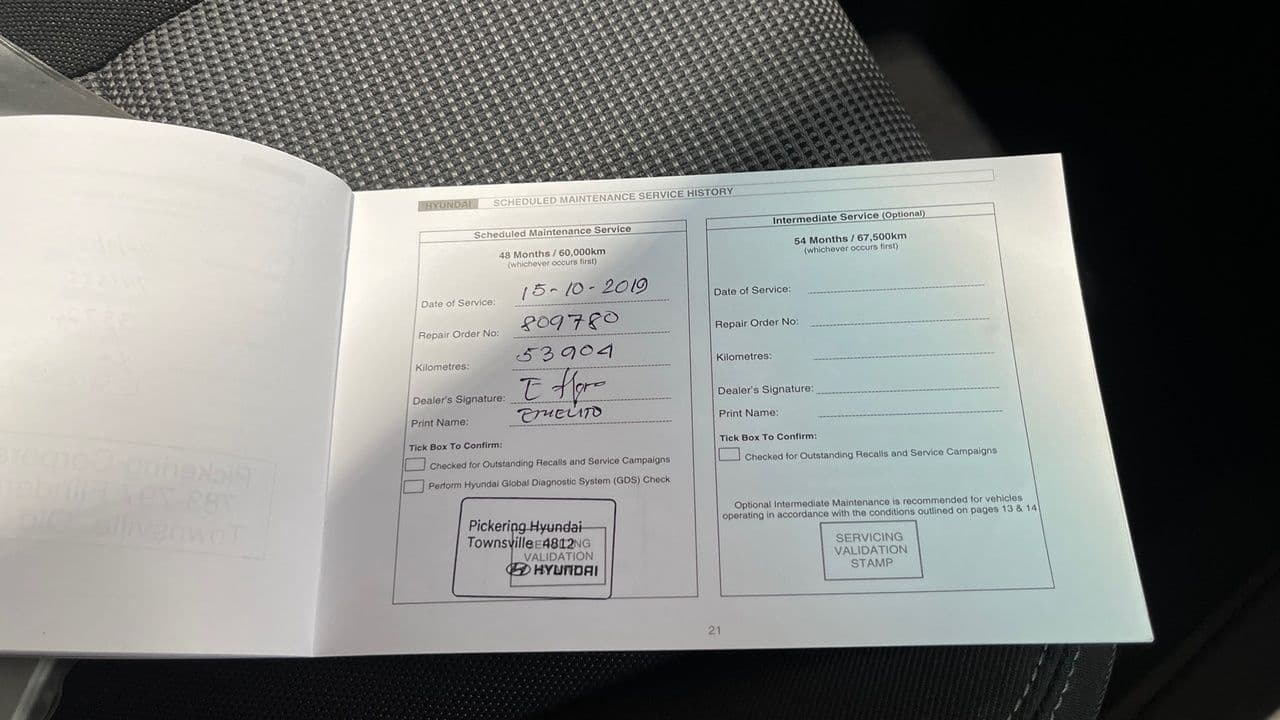 HYUNDAI SCHEDULED MAINTENANCE SERVICE HISTORY
Scheduled Maintenance Service
48 Months / 60,000km
(whichever occurs first)
Date of Service: 15-10-2019
Repair Order No: 809780
Kilometres: 53904
Dealer's Signature:
Print Name: EMELITO
Tick Box To Confirm:
Checked for Outstanding Recalls and Service Campaigns
Perform Hyundai Global Diagnostic System (GDS) Check
Pickering Hyundai
Townsville 4812
VALIDATION
HYUNDAI
Intermediate Service (Optional)
54 Months / 67,500km
(whichever occurs first)
Date of Service:
Repair Order No:
Kilometres:
Dealer's Signature:
Print Name:
Tick Box To Confirm:
Checked for Outstanding Recalls and Service Campaigns
Optional Intermediate Maintenance is recommended for vehicles
operating in accordance with the conditions outlined on pages 13 & 14
SERVICING
VALIDATION
STAMP
21